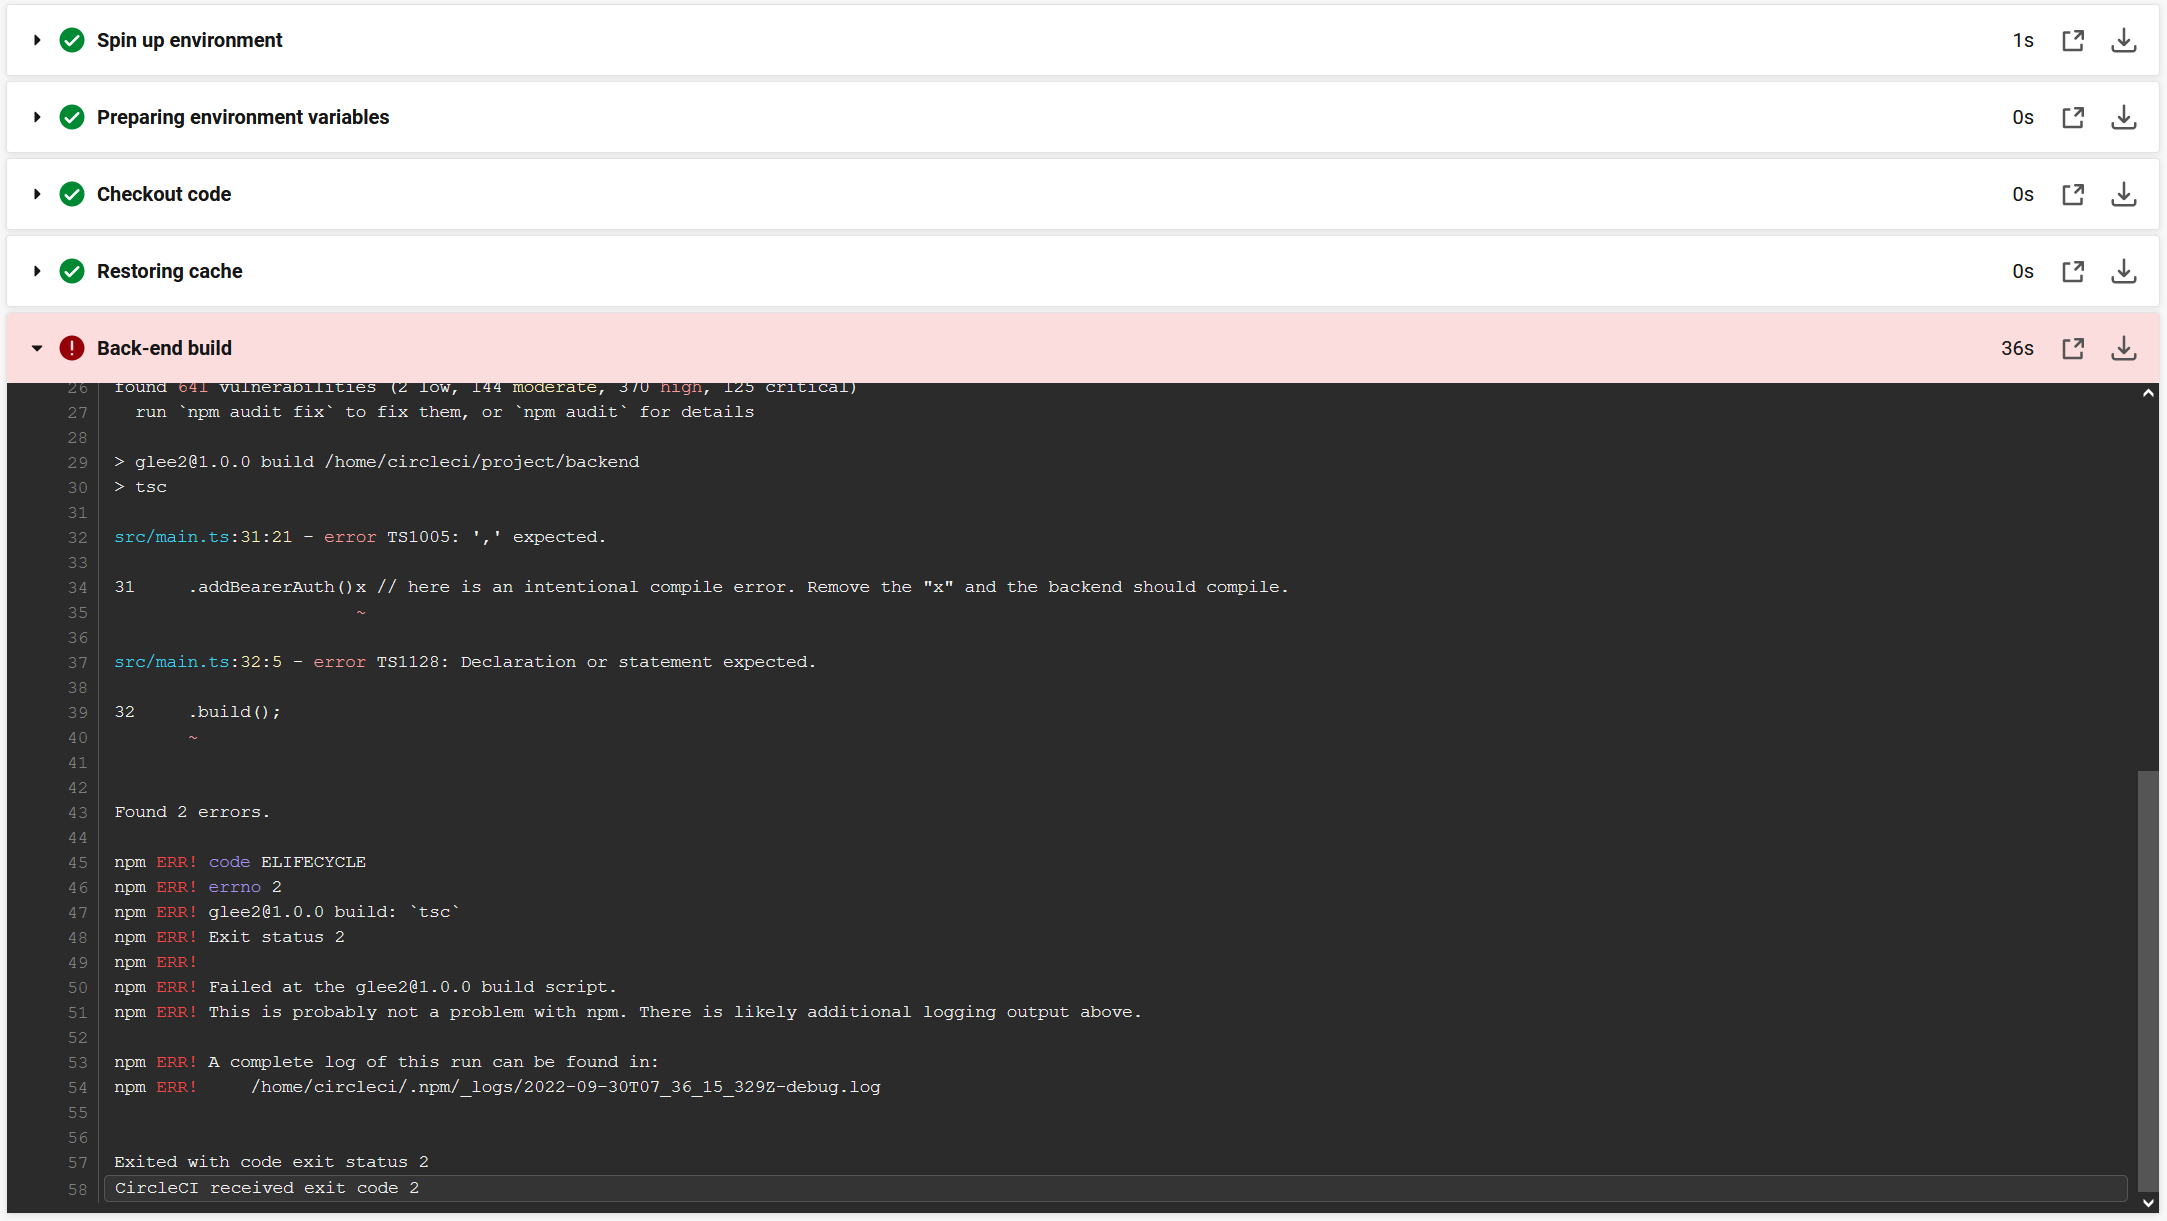 Spin up environment 1s
Preparing environment variables 0s
Checkout code 0s
Restoring cache 0s
Back-end build 36s
26 found 641 vulnerabilities (2 low, 144 moderate, 370 high, 125 critical)
27 run `npm audit fix` to fix them, or `npm audit` for details
28
29 > glee2@1.0.0 build /home/circleci/project/backend
30 > tsc
31
32 src/main.ts:31:21 - error TS1005: ',' expected.
33
34 31     .addBearerAuth()x // here is an intentional compile error. Remove the "x" and the backend should compile.
35 ~
36
37 src/main.ts:32:5 - error TS1128: Declaration or statement expected.
38
39 32     .build();
40 ~
41
42
43 Found 2 errors.
44
45 npm ERR! code ELIFECYCLE
46 npm ERR! errno 2
47 npm ERR! glee2@1.0.0 build: `tsc`
48 npm ERR! Exit status 2
49 npm ERR!
50 npm ERR! Failed at the glee2@1.0.0 build script.
51 npm ERR! This is probably not a problem with npm. There is likely additional logging output above.
52
53 npm ERR! A complete log of this run can be found in:
54 npm ERR!     /home/circleci/.npm/_logs/2022-09-30T07_36_15_329Z-debug.log
55
56
57 Exited with code exit status 2
58 CircleCI received exit code 2